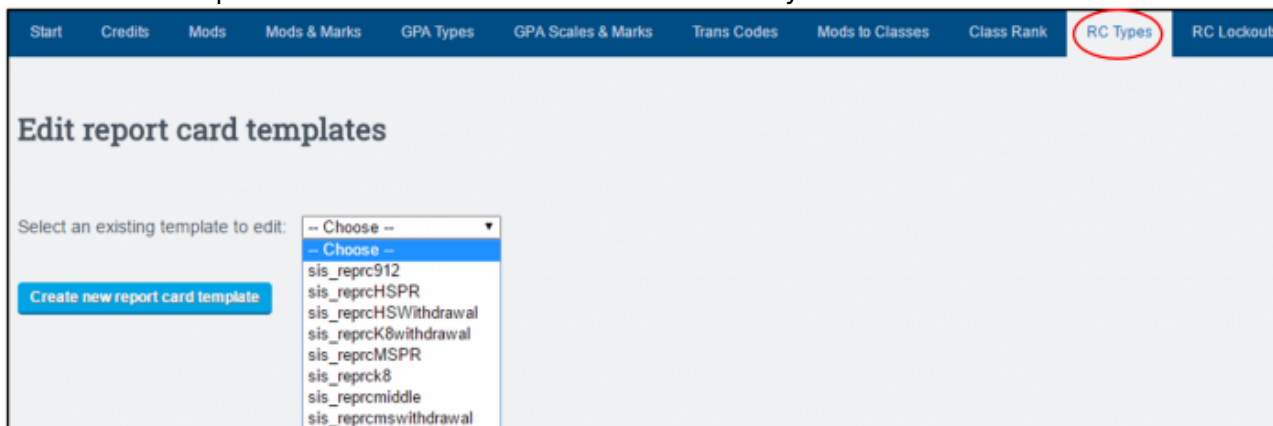 Start Credits Mods Mods & Marks GPA Types GPA Scales & Marks Trans Codes Mods to Classes Class Rank RC Types RC Lockouts
Edit report card templates
Select an existing template to edit: -- Choose --
-- Choose --
sis_reprc912
Create new report card template
sis_reprcHSPR
sis_reprcHSWithdrawal
sis_reprcK8withdrawal
sis_reprcMSPR
sis_reprck8
sis_reprcmiddle
sis_reprcmswithdrawal